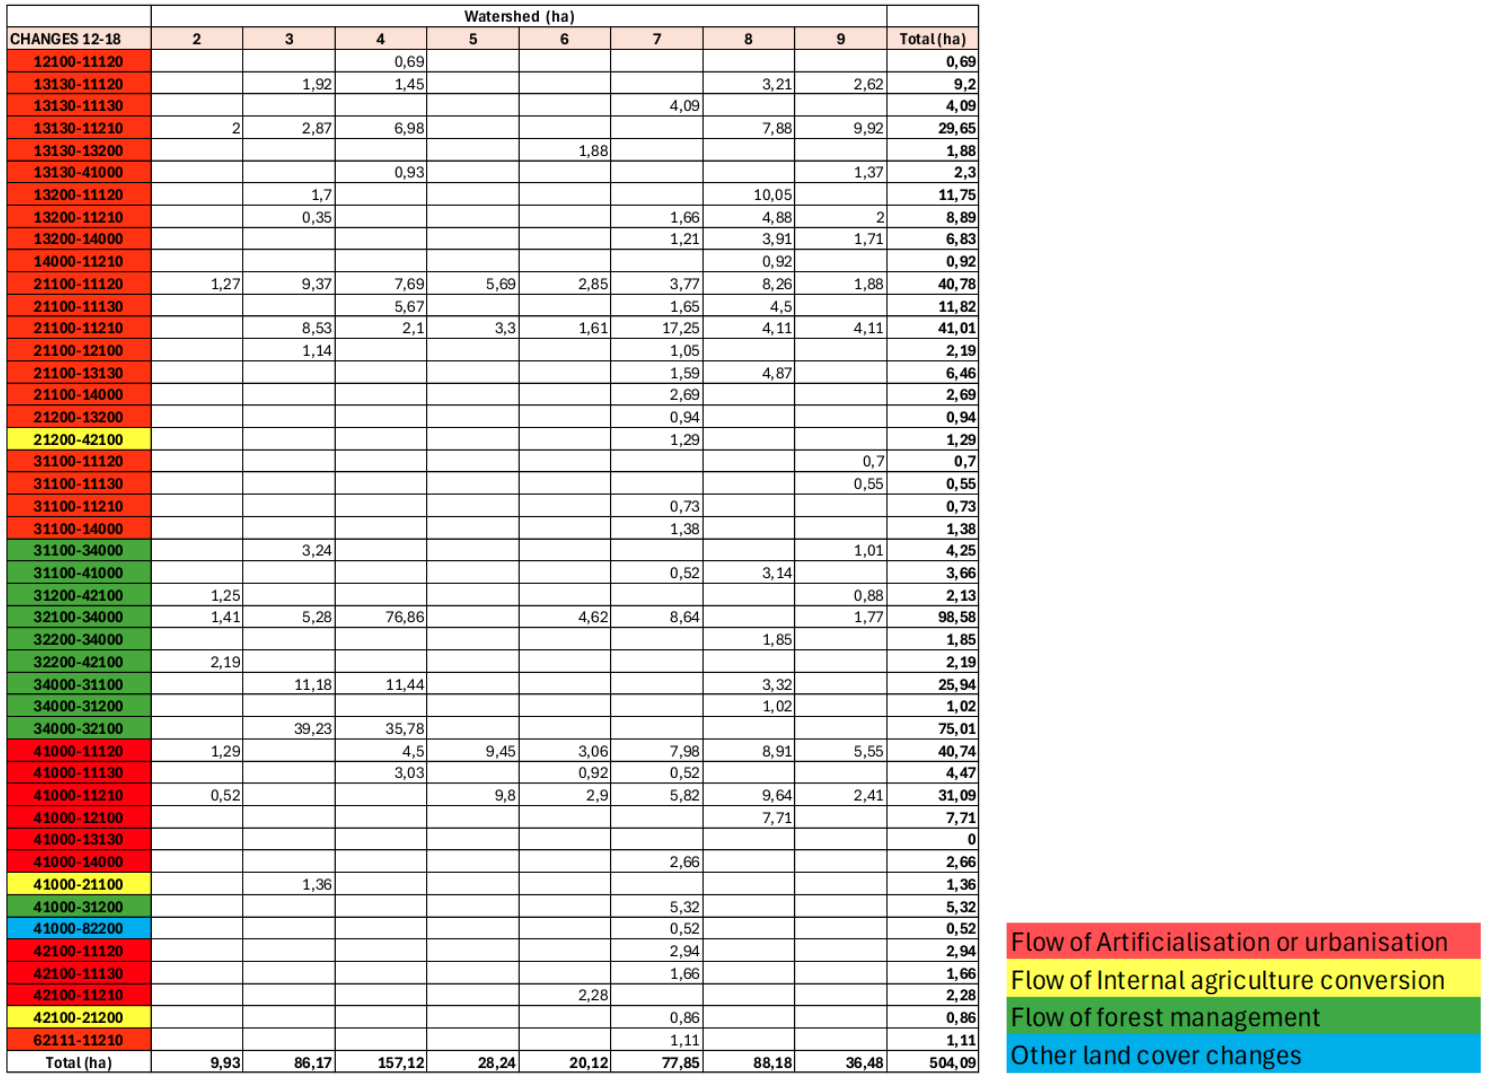 Watershed (ha)
CHANGES 12-18 2 3 4 5 6 7 8 9 Total (ha)
12100-11120 0,69 0,69
13130-11120 1,92 1,45 3,21 2,62 9,2
13130-11130 4,09 4,09
13130-11210 2 2,87 6,98 7,88 9,92 29,65
13130-13200 1,88 1,88
13130-41000 0,93 1,37 2,3
13200-11120 1,7 10,05 11,75
13200-11210 0,35 1,66 4,88 2 8,89
13200-14000 1,21 3,91 1,71 6,83
14000-11210 0,92 0,92
21100-11120 1,27 9,37 7,69 5,69 2,85 3,77 8,26 1,88 40,78
21100-11130 5,67 1,65 4,5 11,82
21100-11210 8,53 2,1 3,3 1,61 17,25 4,11 4,11 41,01
21100-12100 1,14 1,05 2,19
21100-13130 1,59 4,87 6,46
21100-14000 2,69 2,69
21200-13200 0,94 0,94
21200-42100 1,29 1,29
31100-11120 0,7 0,7
31100-11130 0,55 0,55
31100-11210 0,73 0,73
31100-14000 1,38 1,38
31100-34000 3,24 1,01 4,25
31100-41000 0,52 3,14 3,66
31200-42100 1,25 0,88 2,13
32100-34000 1,41 5,28 76,86 4,62 8,64 1,77 98,58
32200-34000 1,85 1,85
32200-42100 2,19 2,19
34000-31100 11,18 11,44 3,32 25,94
34000-31200 1,02 1,02
34000-32100 39,23 35,78 75,01
41000-11120 1,29 4,5 9,45 3,06 7,98 8,91 5,55 40,74
41000-11130 3,03 0,92 0,52 4,47
41000-11210 0,52 9,8 2,9 5,82 9,64 2,41 31,09
41000-12100 7,71 7,71
41000-13130 0
41000-14000 2,66 2,66
41000-21100 1,36 1,36
41000-31200 5,32 5,32
41000-82200 0,52 0,52
42100-11120 2,94 2,94
42100-11130 1,66 1,66
42100-11210 2,28 2,28
42100-21200 0,86 0,86
62111-11210 1,11 1,11
Total (ha) 9,93 86,17 157,12 28,24 20,12 77,85 88,18 36,48 504,09
Flow of Artificialisation or urbanisation
Flow of Internal agriculture conversion
Flow of forest management
Other land cover changes